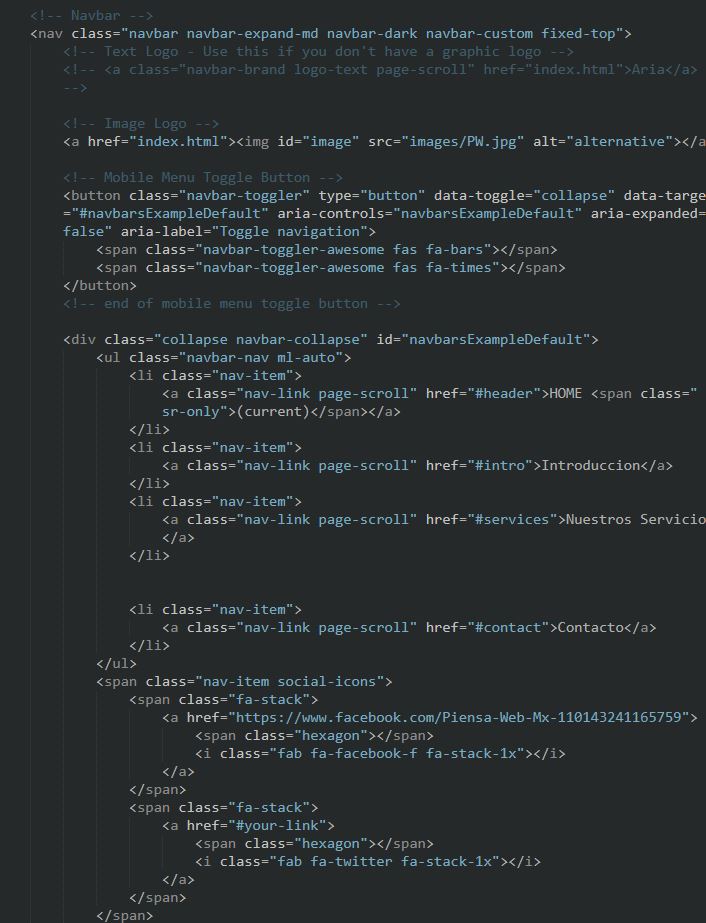 <!-- Navbar -->
<nav class="navbar navbar-expand-md navbar-dark navbar-custom fixed-top">
<!-- Text Logo - Use this if you don't have a graphic logo -->
<!-- <a class="navbar-brand logo-text page-scroll" href="index.html">Aria</a>
-->
<!-- Image Logo -->
<a href="index.html"><img id="image" src="images/PW.jpg" alt="alternative"></a
<!-- Mobile Menu Toggle Button -->
<button class="navbar-toggler" type="button" data-toggle="collapse" data-targe
="#navbarsExampleDefault" aria-controls="navbarsExampleDefault" aria-expanded=
false" aria-label="Toggle navigation">
<span class="navbar-toggler-awesome fas fa-bars"></span>
<span class="navbar-toggler-awesome fas fa-times"></span>
</button>
<!-- end of mobile menu toggle button -->
<div class="collapse navbar-collapse" id="navbarsExampleDefault">
<ul class="navbar-nav ml-auto">
<li class="nav-item">
<a class="nav-link page-scroll" href="#header">HOME <span class="
sr-only">(current)</span></a>
</li>
<li class="nav-item">
<a class="nav-link page-scroll" href="#intro">Introduccion</a>
</li>
<li class="nav-item">
<a class="nav-link page-scroll" href="#services">Nuestros Servicio
</a>
</li>
<li class="nav-item">
<a class="nav-link page-scroll" href="#contact">Contacto</a>
</li>
</ul>
<span class="nav-item social-icons">
<span class="fa-stack">
<a href="https://www.facebook.com/Piensa-Web-Mx-110143241165759">
<span class="hexagon"></span>
<i class="fab fa-facebook-f fa-stack-1x"></i>
</a>
</span>
<span class="fa-stack">
<a href="#your-link">
<span class="hexagon"></span>
<i class="fab fa-twitter fa-stack-1x"></i>
</a>
</span>
</span>